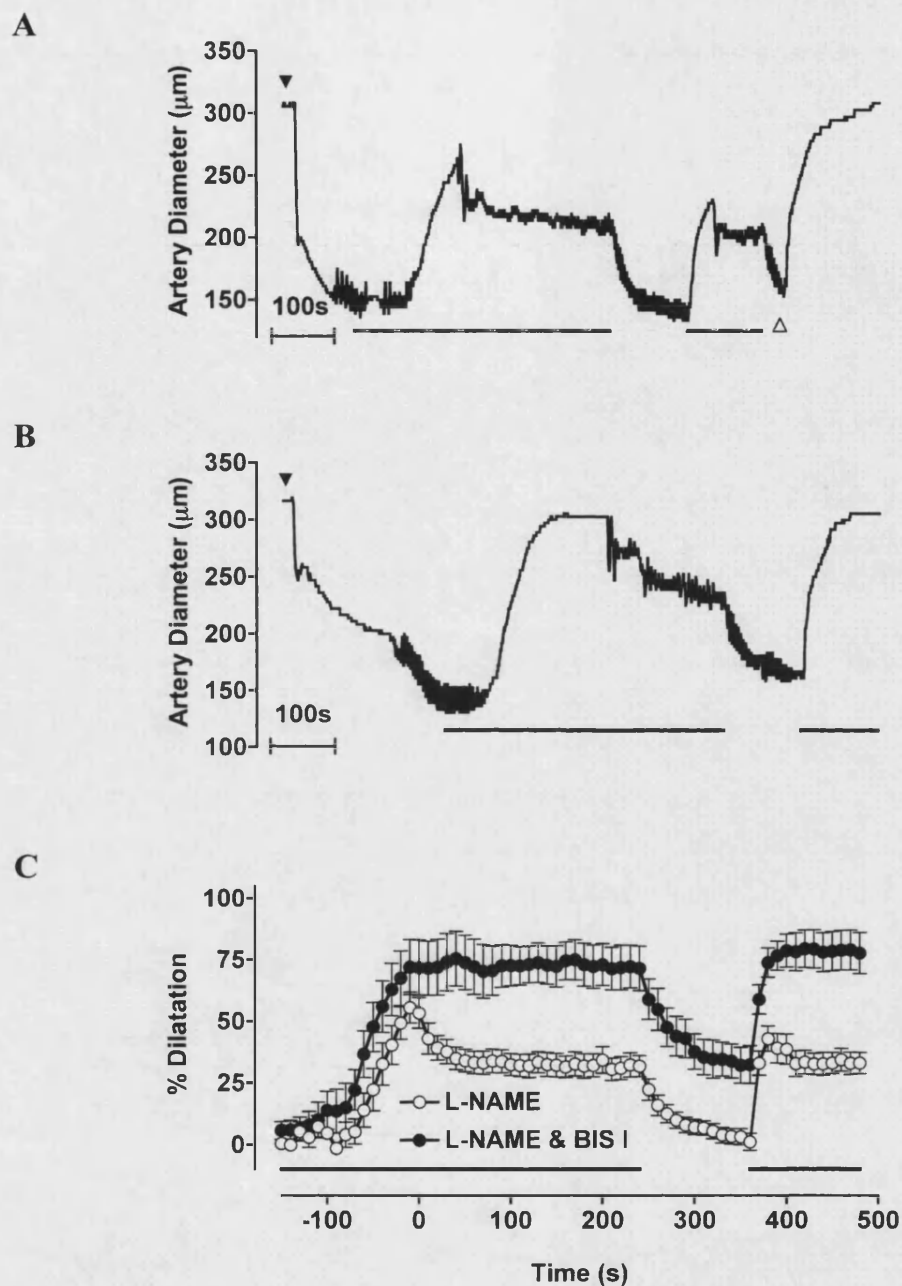 A
Artery Diameter (µm)
350
300
250
200
150
100s
B
Artery Diameter (µm)
350
300
250
200
150
100
100s
C
% Dilatation
100
75
50
25
0
L-NAME
L-NAME & BIS I
-100 0 100 200 300 400 500
Time (s)